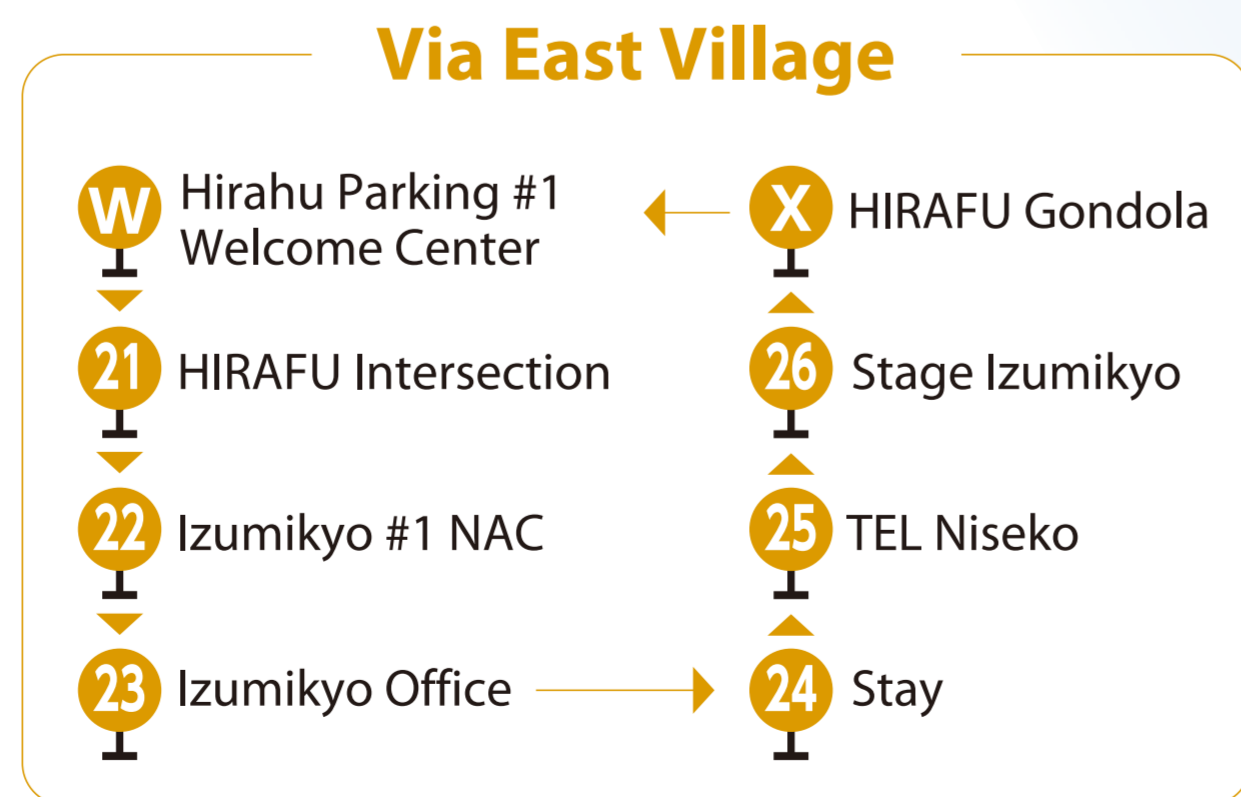 Via East Village
W Hirahu Parking #1
Welcome Center
21 HIRAFU Intersection
22 Izumikyo #1 NAC
23 Izumikyo Office
24 Stay
25 TEL Niseko
26 Stage Izumikyo
X HIRAFU Gondola